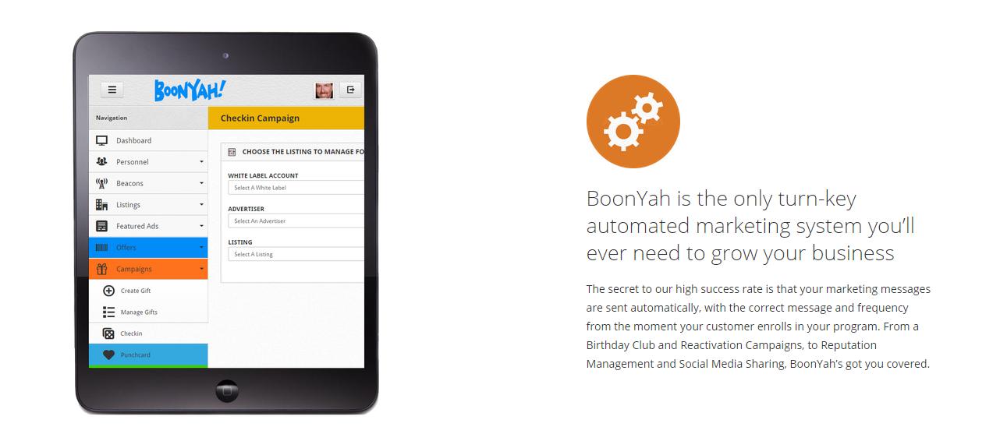 BOONYAH!
Navigation
Checkin Campaign
Dashboard
Personnel
Beacons
Listings
Featured Ads
Offers
Campaigns
Create Gift
Manage Gifts
Checkin
Punchcard
CHOOSE THE LISTING TO MANAGE FO
WHITE LABEL ACCOUNT
Select A White Label
ADVERTISER
Select An Advertiser
LISTING
Select A Listing
BoonYah is the only turn-key
automated marketing system you’ll
ever need to grow your business
The secret to our high success rate is that your marketing messages
are sent automatically, with the correct message and frequency
from the moment your customer enrolls in your program. From a
Birthday Club and Reactivation Campaigns, to Reputation
Management and Social Media Sharing, BoonYah’s got you covered.